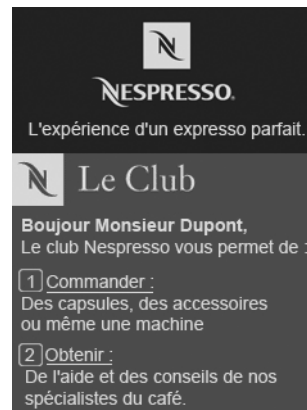 N
NESPRESSO.
L'expérience d'un expresso parfait.
N Le Club
Boujour Monsieur Dupont,
Le club Nespresso vous permet de :
1 Commander :
Des capsules, des accessoires
ou même une machine
2 Obtenir :
De l'aide et des conseils de nos
spécialistes du café.